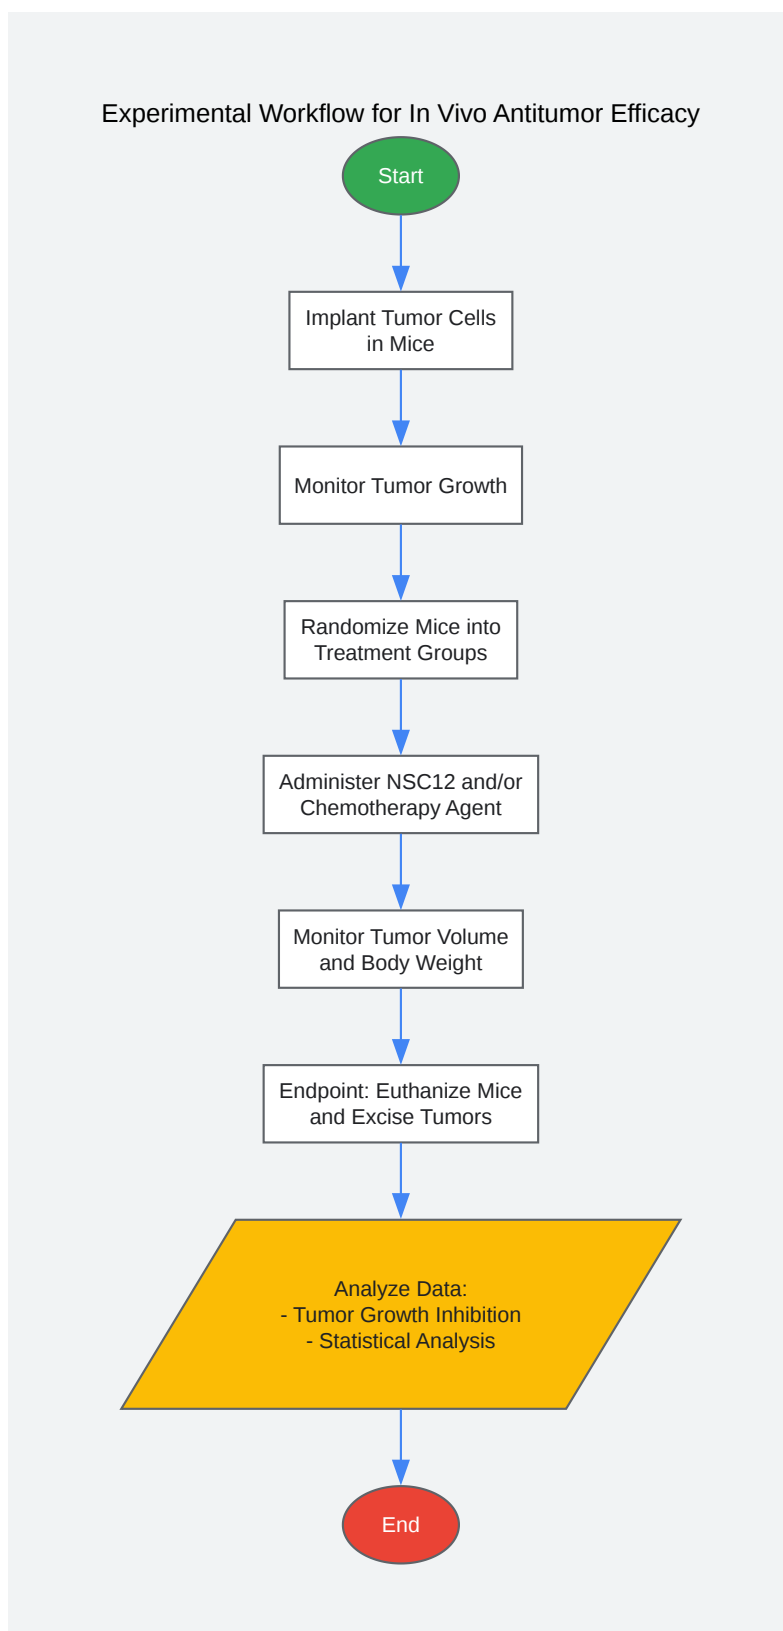 Experimental Workflow for In Vivo Antitumor Efficacy
Start
Implant Tumor Cells
in Mice
Monitor Tumor Growth
Randomize Mice into
Treatment Groups
Administer NSC12 and/or
Chemotherapy Agent
Monitor Tumor Volume
and Body Weight
Endpoint: Euthanize Mice
and Excise Tumors
Analyze Data:
- Tumor Growth Inhibition
- Statistical Analysis
End